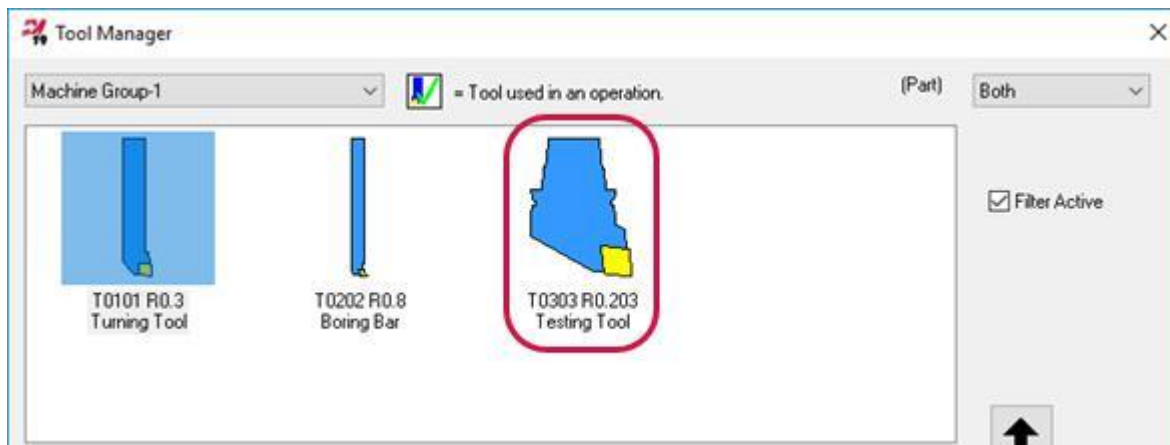 19 Tool Manager
Machine Group-1
= Tool used in an operation.
(Part)
Both
Filter Active
T0101 R0.3
Turning Tool
T0202 R0.8
Boring Bar
T0303 R0.203
Testing Tool